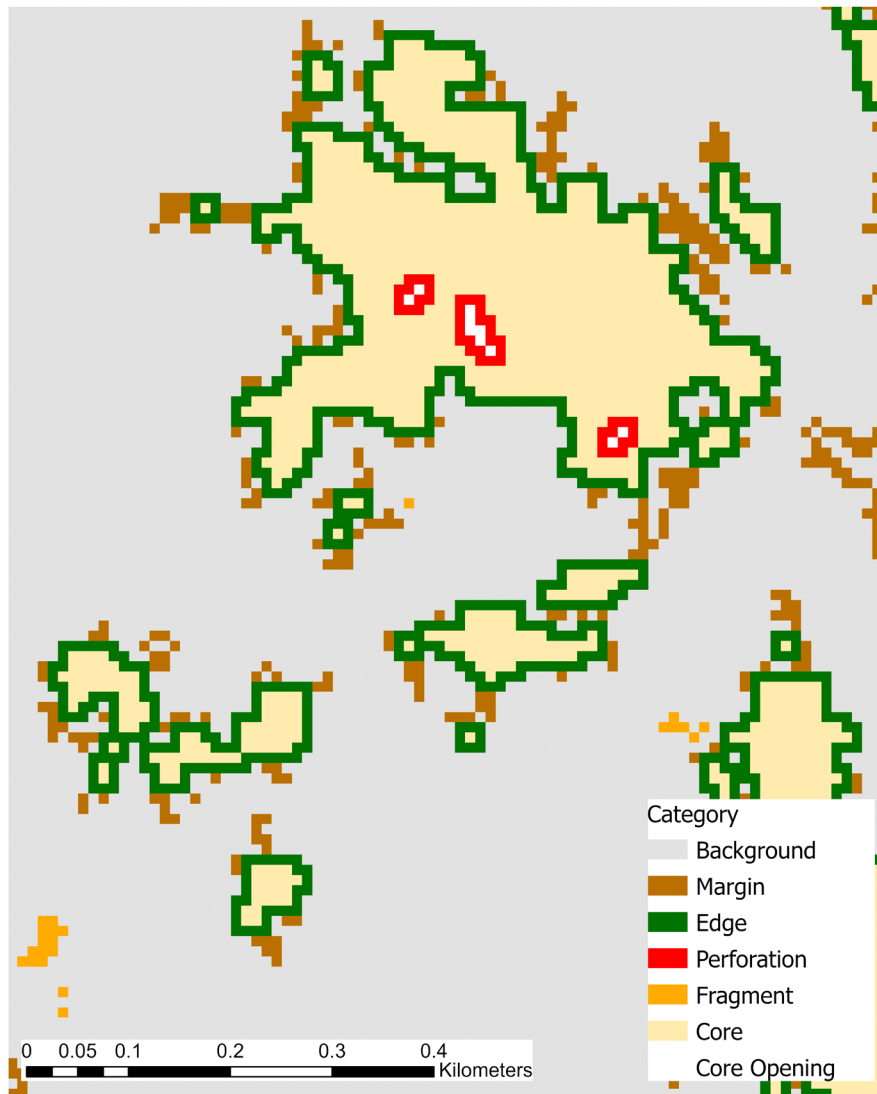 Category
Background
Margin
Edge
Perforation
Fragment
Core
Core Opening
0 0.05 0.1 0.2 0.3 0.4
Kilometers